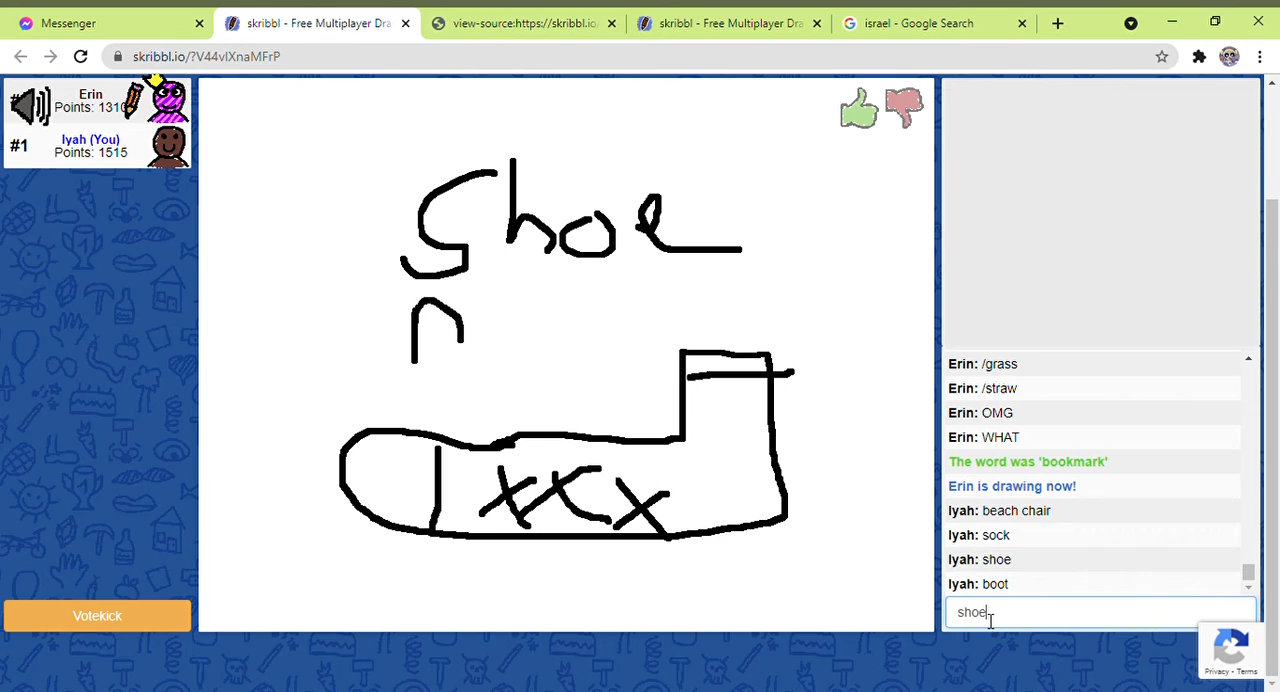 Messenger
skribbl - Free Multiplayer Dra
view-source:https://skribbl.io/
skribbl - Free Multiplayer Dra
israel - Google Search
skribbl.io/?V44vlXnaMFrP
Erin
Points: 1310
#1
Iyah (You)
Points: 1515
Shoe
n
xxx
Erin: /grass
Erin: /straw
Erin: OMG
Erin: WHAT
The word was 'bookmark'
Erin is drawing now!
Iyah: beach chair
Iyah: sock
Iyah: shoe
Iyah: boot
shoe
Votekick
Privacy - Terms